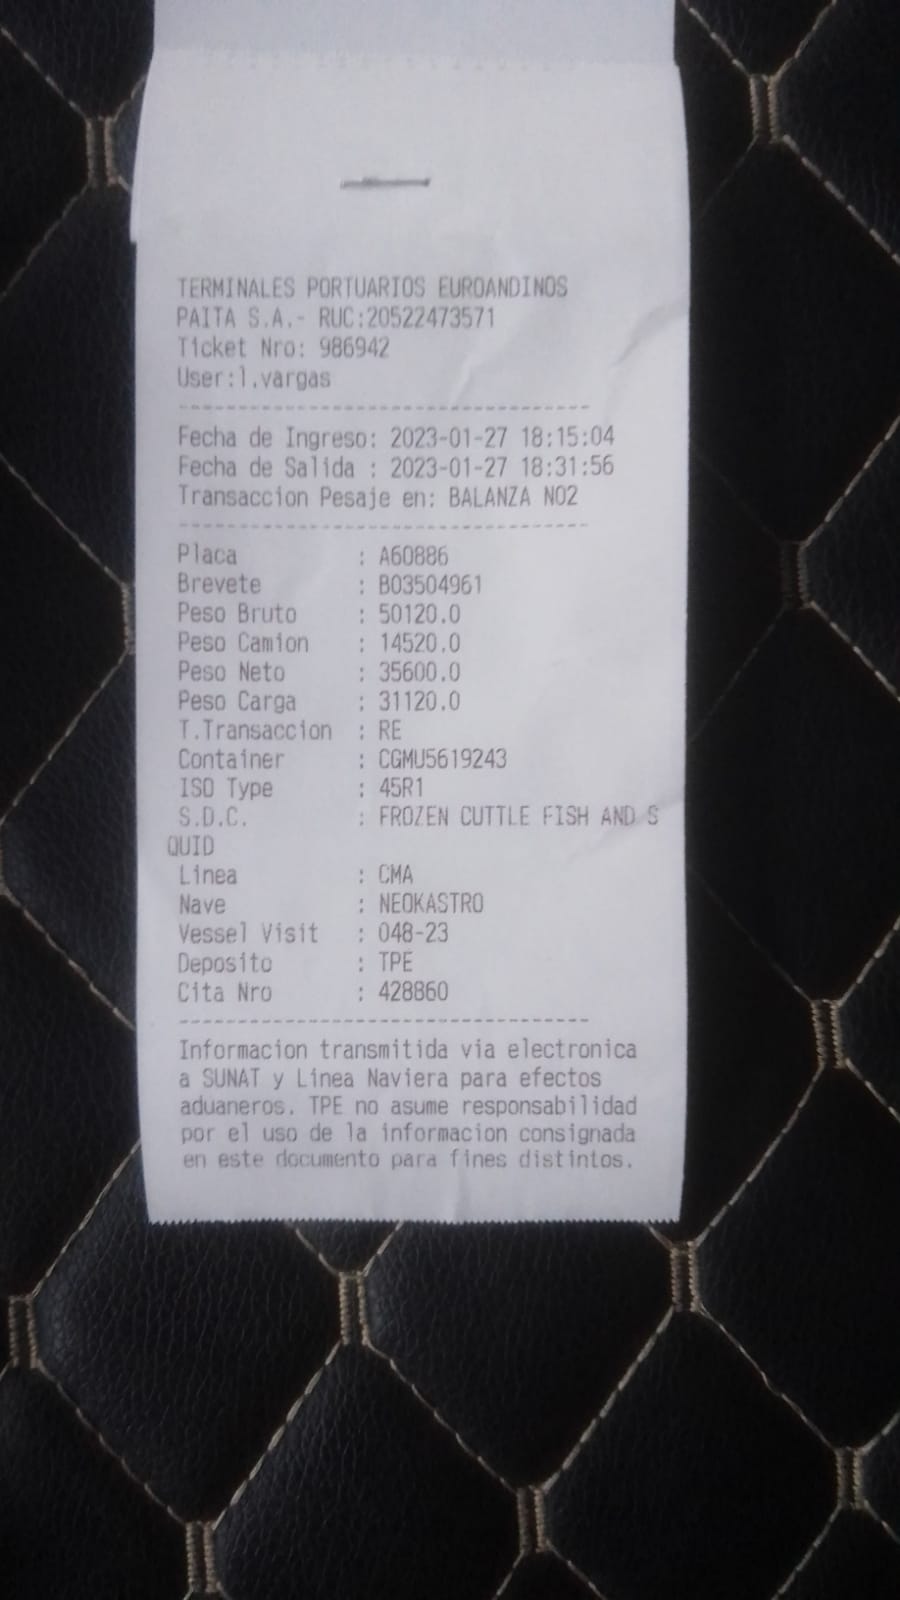 TERMINALES PORTUARIOS EUROANDINOS
PAITA S.A.- RUC:20522473571
Ticket Nro: 986942
User:l.vargas
-----------------------------------
Fecha de Ingreso: 2023-01-27 18:15:04
Fecha de Salida : 2023-01-27 18:31:56
Transaccion Pesaje en: BALANZA NO2
-----------------------------------
Placa : A60886
Brevete : B03504961
Peso Bruto : 50120.0
Peso Camion : 14520.0
Peso Neto : 35600.0
Peso Carga : 31120.0
T.Transaccion : RE
Container : CGMU5619243
ISO Type : 45R1
S.D.C. : FROZEN CUTTLE FISH AND S
QUID
Linea : CMA
Nave : NEOKASTRO
Vessel Visit : 048-23
Deposito : TPE
Cita Nro : 428860
-----------------------------------
Informacion transmitida via electronica
a SUNAT y Linea Naviera para efectos
aduaneros. TPE no asume responsabilidad
por el uso de la informacion consignada
en este documento para fines distintos.